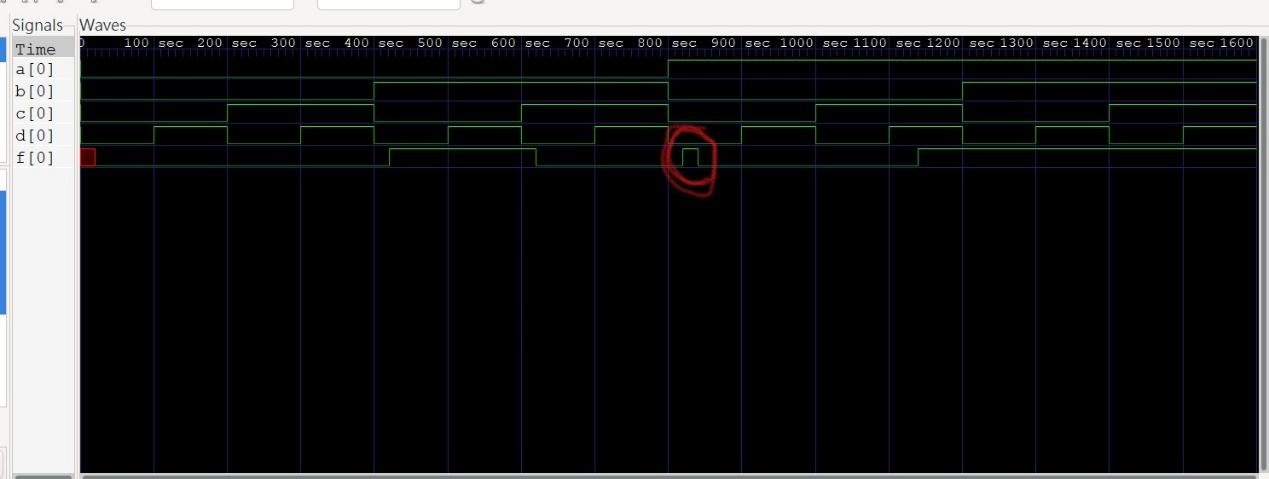 Signals Waves
Time 0 100 sec 200 sec 300 sec 400 sec 500 sec 600 sec 700 sec 800 sec 900 sec 1000 sec 1100 sec 1200 sec 1300 sec 1400 sec 1500 sec 1600
a[0]
b[0]
c[0]
d[0]
f[0]